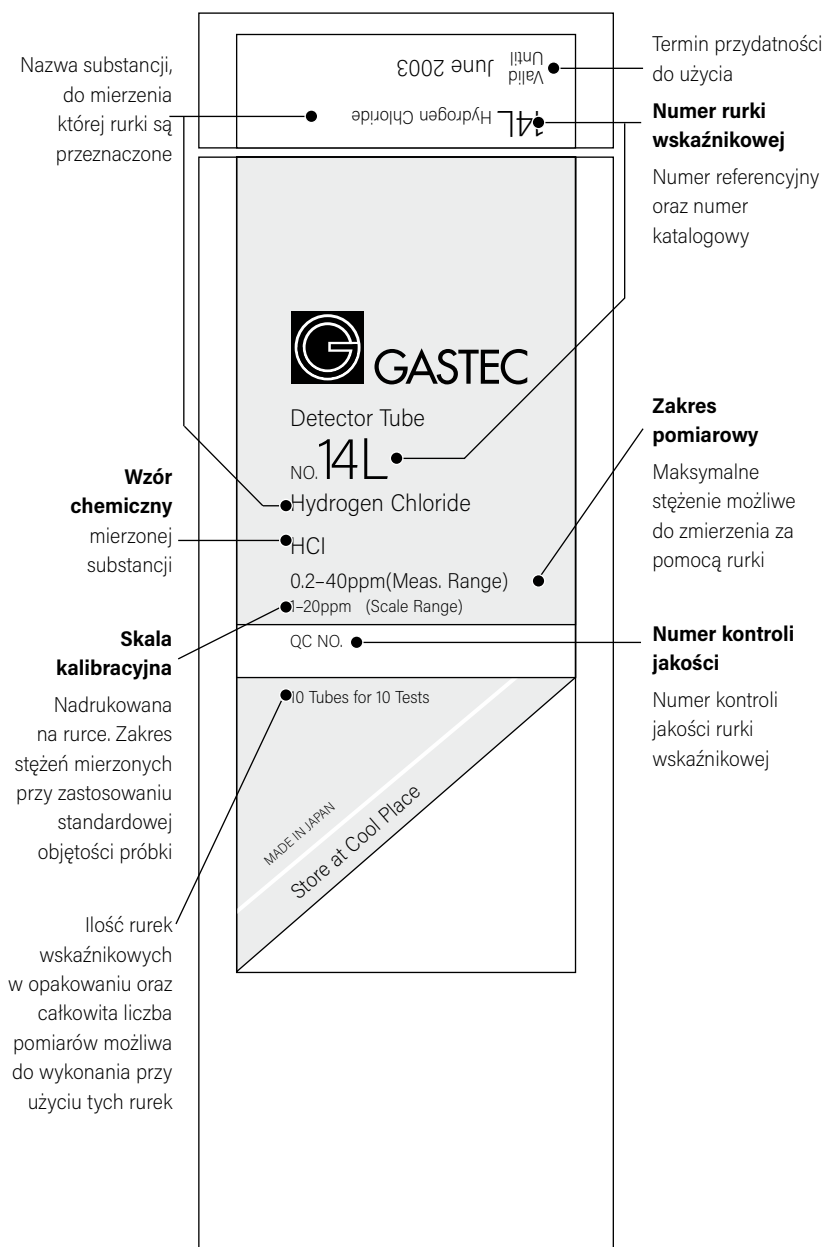 Nazwa substancji,
do mierzenia
której rurki są
przeznaczone
Valid
Until
June 2003
14L
Hydrogen Chloride
Termin przydatności
do użycia
Numer rurki
wskaźnikowej
Numer referencyjny
oraz numer
katalogowy
GASTEC
Detector Tube
NO. 14L
Hydrogen Chloride
HCl
0.2–40ppm(Meas. Range)
1–20ppm (Scale Range)
QC NO.
10 Tubes for 10 Tests
MADE IN JAPAN
Store at Cool Place
Wzór
chemiczny
mierzonej
substancji
Skala
kalibracyjna
Nadrukowana
na rurce. Zakres
stężeń mierzonych
przy zastosowaniu
standardowej
objętości próbki
Ilość rurek
wskaźnikowych
w opakowaniu oraz
całkowita liczba
pomiarów możliwa
do wykonania przy
użyciu tych rurek
Zakres
pomiarowy
Maksymalne
stężenie możliwe
do zmierzenia za
pomocą rurki
Numer kontroli
jakości
Numer kontroli
jakości rurki
wskaźnikowej